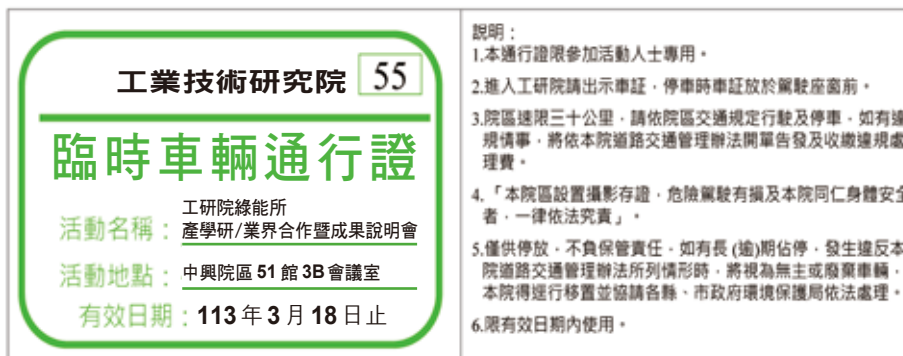 工業技術研究院 55
臨時車輛通行證
活動名稱：工研院綠能所
產學研/業界合作暨成果說明會
活動地點：中興院區 51 館 3B 會議室
有效日期：113 年 3 月 18 日止
說明：
1.本通行證限參加活動人士專用。
2.進入工研院請出示車証，停車時車証放於駕駛座窗前。
3.院區速限三十公里，請依院區交通規定行駛及停車，如有違
規情事，將依本院道路交通管理辦法開單告發及收繳違規處
理費。
4.「本院區設置攝影存證，危險駕駛有損及本院同仁身體安全
者，一律依法究責」。
5.僅供停放，不負保管責任，如有長(逾)期佔停，發生違反本
院道路交通管理辦法所列情形時，將視為無主或廢棄車輛，
本院得逕行移置並協請各縣、市政府環境保護局依法處理。
6.限有效日期內使用。